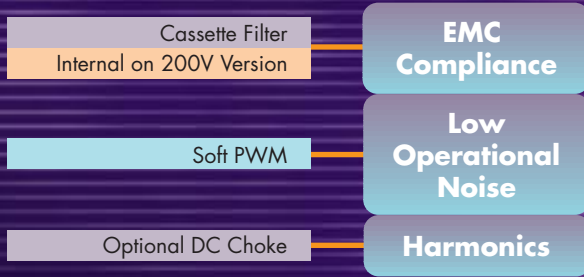 Cassette Filter
Internal on 200V Version
EMC
Compliance
Soft PWM
Low
Operational
Noise
Optional DC Choke
Harmonics